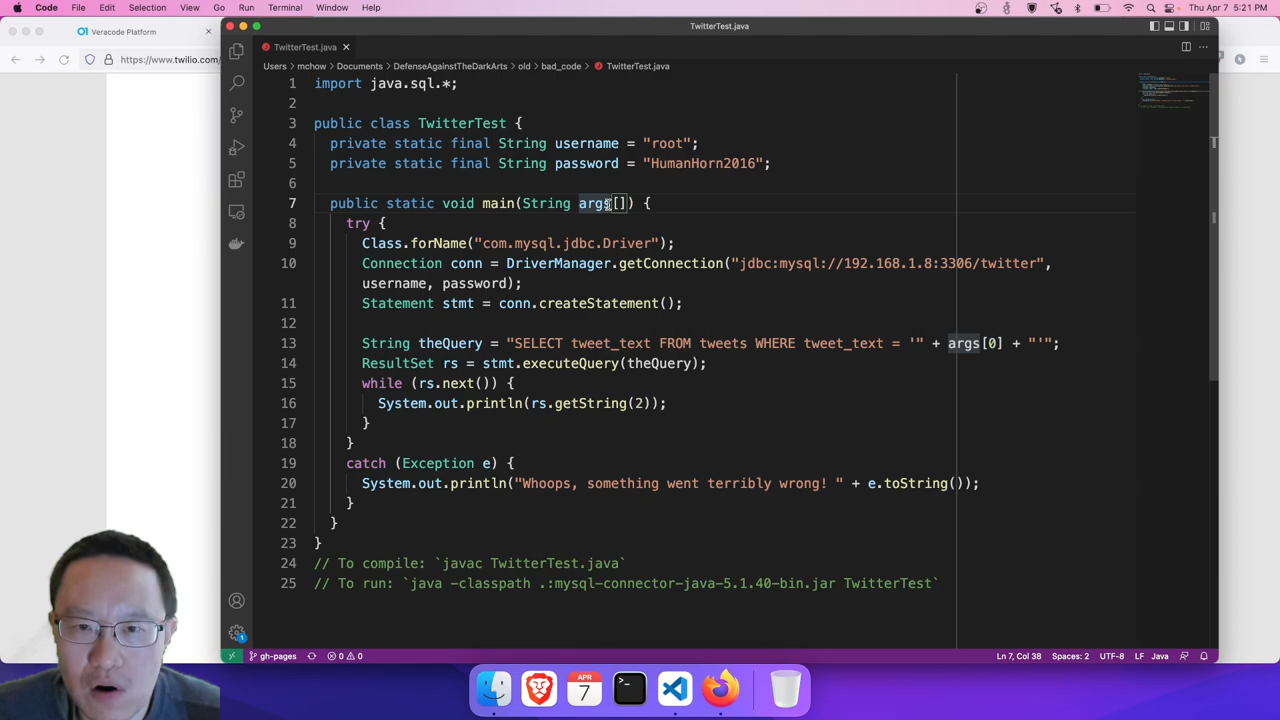 Code File Edit Selection View Go Run Terminal Window Help Thu Apr 7 5:21 PM
Veracode Platform
https://www.twilio.com/
TwitterTest.java
TwitterTest.java
Users > mchow > Documents > DefenseAgainstTheDarkArts > old > bad_code > TwitterTest.java
1 import java.sql.*;
2
3 public class TwitterTest {
4 private static final String username = "root";
5 private static final String password = "HumanHorn2016";
6
7 public static void main(String args[]) {
8 try {
9 Class.forName("com.mysql.jdbc.Driver");
10 Connection conn = DriverManager.getConnection("jdbc:mysql://192.168.1.8:3306/twitter",
username, password);
11 Statement stmt = conn.createStatement();
12
13 String theQuery = "SELECT tweet_text FROM tweets WHERE tweet_text = '" + args[0] + "'";
14 ResultSet rs = stmt.executeQuery(theQuery);
15 while (rs.next()) {
16 System.out.println(rs.getString(2));
17 }
18 }
19 catch (Exception e) {
20 System.out.println("Whoops, something went terribly wrong! " + e.toString());
21 }
22 }
23 }
24 // To compile: `javac TwitterTest.java`
25 // To run: `java -classpath .:mysql-connector-java-5.1.40-bin.jar TwitterTest`
1
gh-pages 0 0 Ln 7, Col 38 Spaces: 2 UTF-8 LF Java
APR
7